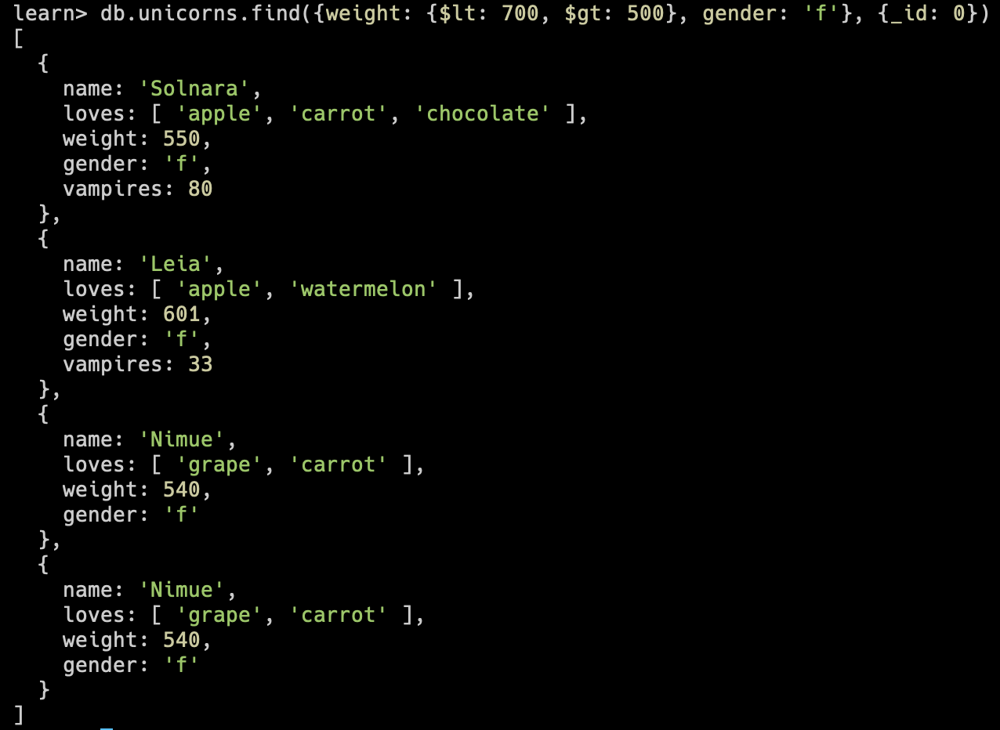 learn> db.unicorns.find({weight: {$lt: 700, $gt: 500}, gender: 'f'}, {_id: 0})
[
  {
    name: 'Solnara',
    loves: [ 'apple', 'carrot', 'chocolate' ],
    weight: 550,
    gender: 'f',
    vampires: 80
  },
  {
    name: 'Leia',
    loves: [ 'apple', 'watermelon' ],
    weight: 601,
    gender: 'f',
    vampires: 33
  },
  {
    name: 'Nimue',
    loves: [ 'grape', 'carrot' ],
    weight: 540,
    gender: 'f'
  },
  {
    name: 'Nimue',
    loves: [ 'grape', 'carrot' ],
    weight: 540,
    gender: 'f'
  }
]